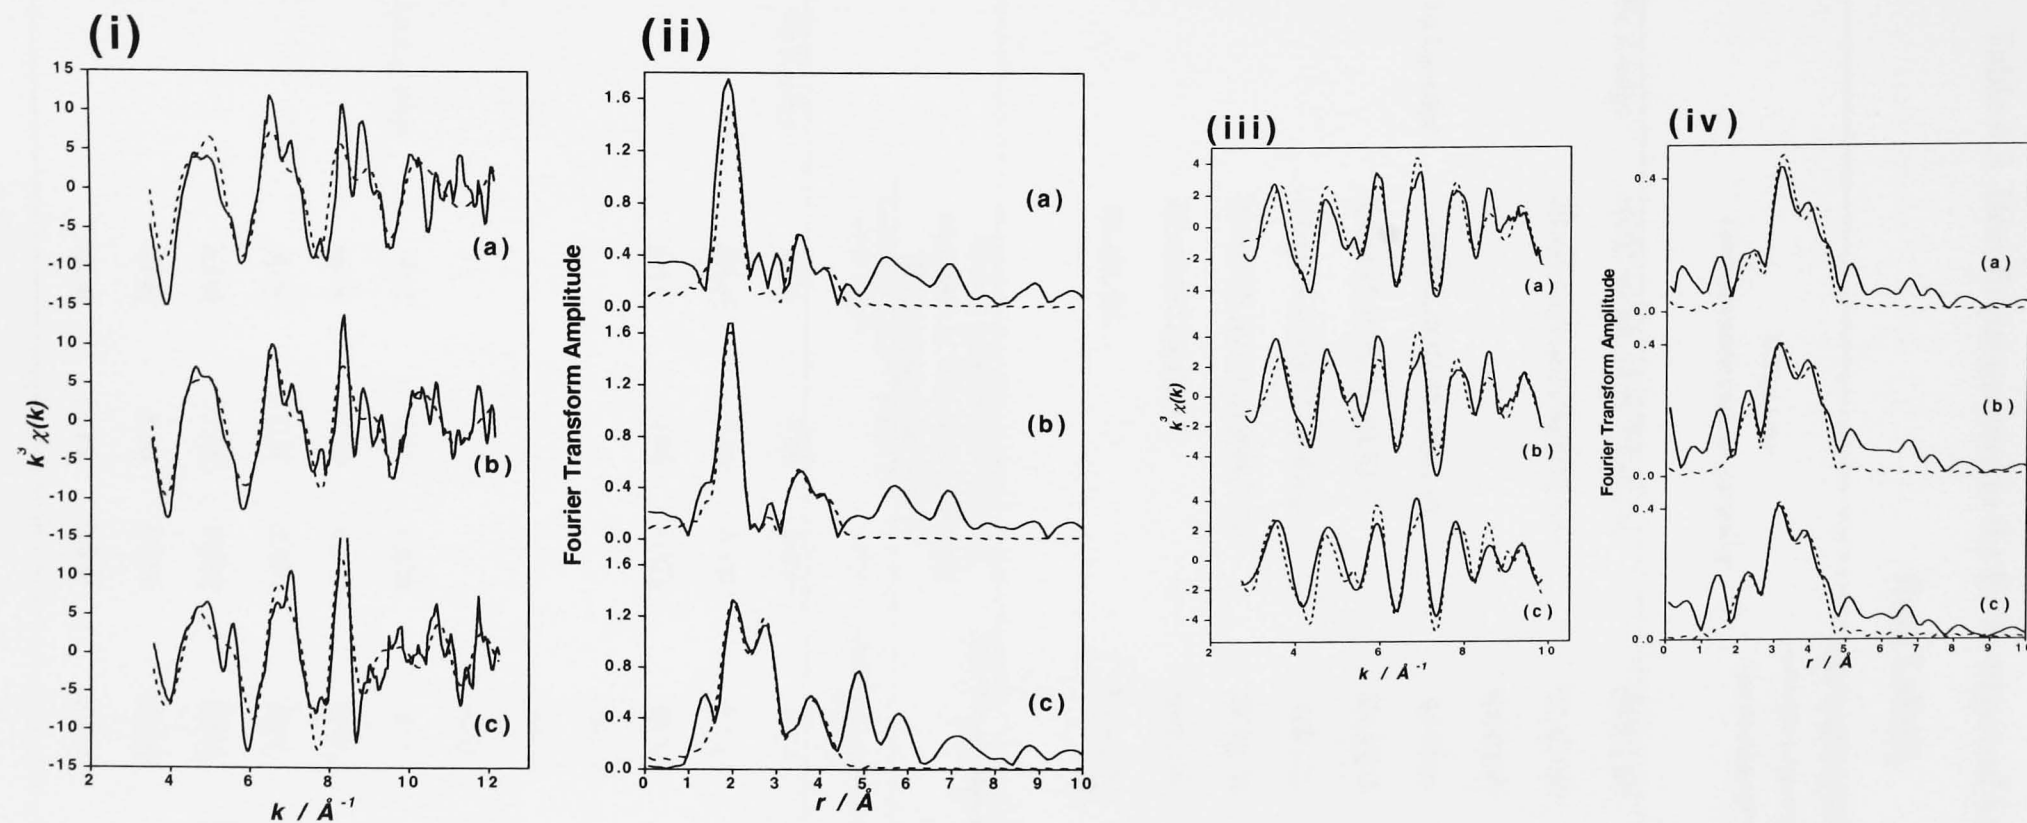 (i)
15
10
5
0
-5
-10
-15
(a)
10
5
0
-5
-10
-15
(b)
10
5
0
-5
-10
-15
(c)
2 4 6 8 10 12
k / Å⁻¹
k³ χ(k)
(ii)
1.6
1.2
0.8
0.4
0.0
(a)
1.6
1.2
0.8
0.4
0.0
(b)
1.6
1.2
0.8
0.4
0.0
(c)
0 1 2 3 4 5 6 7 8 9 10
r / Å
Fourier Transform Amplitude
(iii)
4
2
0
-2
-4
(a)
4
2
0
-2
-4
(b)
4
2
0
-2
-4
(c)
2 4 6 8 10
k / Å⁻¹
k³ χ(k)
(iv)
0.4
0.0
(a)
0.4
0.0
(b)
0.4
0.0
(c)
0 1 2 3 4 5 6 7 8 9
r / Å
Fourier Transform Amplitude